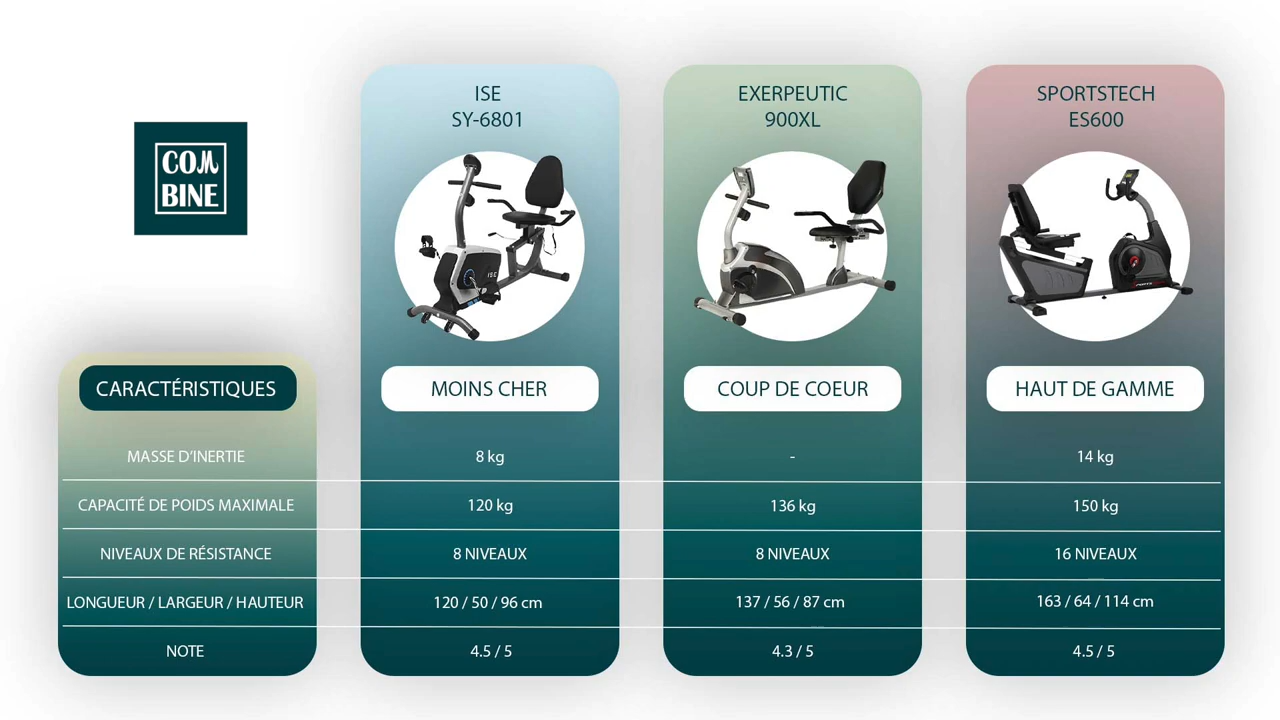 COM
BINE
ISE
SY-6801
EXERPEUTIC
900XL
SPORTSTECH
ES600
ISE
CARACTÉRISTIQUES
MOINS CHER
COUP DE COEUR
HAUT DE GAMME
MASSE D'INERTIE
8 kg
-
14 kg
CAPACITÉ DE POIDS MAXIMALE
120 kg
136 kg
150 kg
NIVEAUX DE RÉSISTANCE
8 NIVEAUX
8 NIVEAUX
16 NIVEAUX
LONGUEUR / LARGEUR / HAUTEUR
120 / 50 / 96 cm
137 / 56 / 87 cm
163 / 64 / 114 cm
NOTE
4.5 / 5
4.3 / 5
4.5 / 5